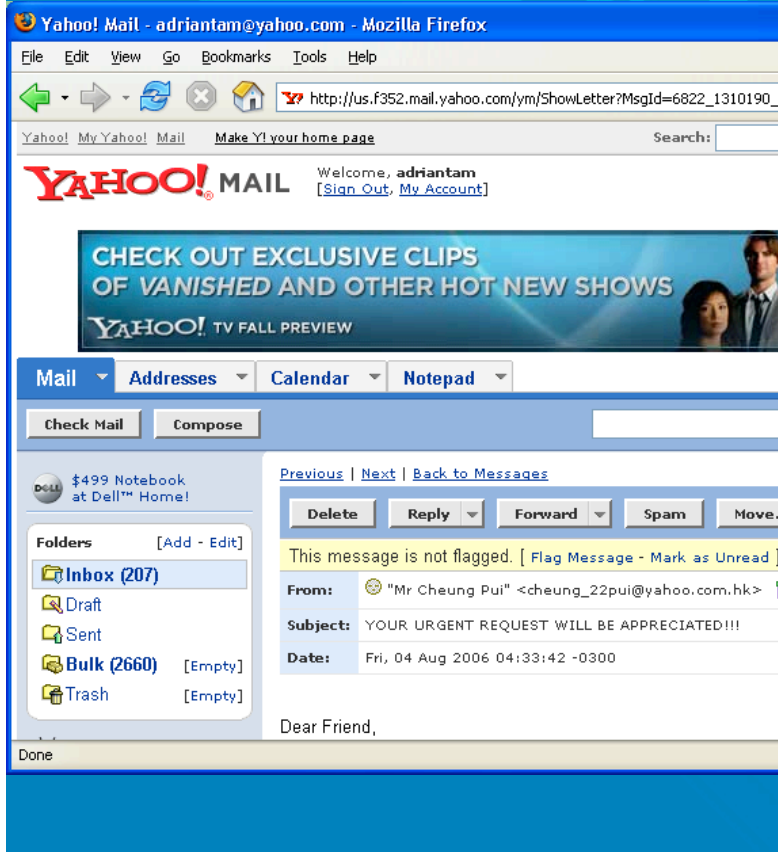 Yahoo! Mail - adriantam@yahoo.com - Mozilla Firefox
File Edit View Go Bookmarks Tools Help
http://us.f352.mail.yahoo.com/ym/ShowLetter?MsgId=6822_1310190_
Yahoo! My Yahoo! Mail Make Y! your home page Search:
YAHOO! MAIL
Welcome, adriantam
[Sign Out, My Account]
CHECK OUT EXCLUSIVE CLIPS
OF VANISHED AND OTHER HOT NEW SHOWS
YAHOO! TV FALL PREVIEW
Mail Addresses Calendar Notepad
Check Mail Compose
DELL
$499 Notebook
at Dell™ Home!
Folders [Add - Edit]
Inbox (207)
Draft
Sent
Bulk (2660) [Empty]
Trash [Empty]
Previous | Next | Back to Messages
Delete Reply Forward Spam Move.
This message is not flagged. [ Flag Message - Mark as Unread ]
From: "Mr Cheung Pui" <cheung_22pui@yahoo.com.hk>
Subject: YOUR URGENT REQUEST WILL BE APPRECIATED!!!
Date: Fri, 04 Aug 2006 04:33:42 -0300
Dear Friend,
Done